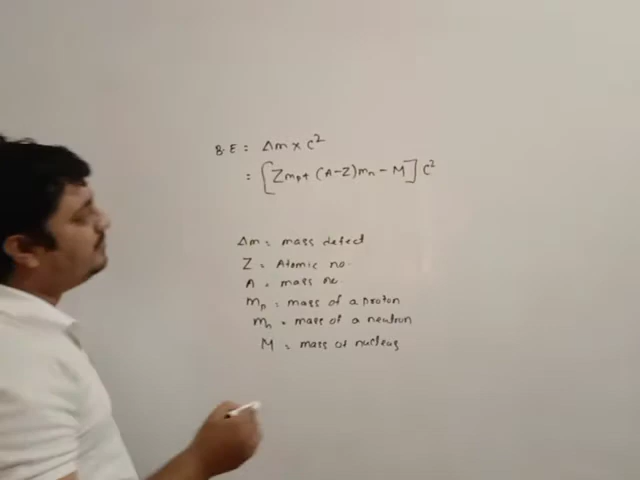 B.E = Δm × c²
= [Zmp + (A-Z)mn - M] c²
Δm = mass defect
Z = Atomic no.
A = mass no.
mp = mass of a proton
mn = mass of a neutron
M = mass of nucleus